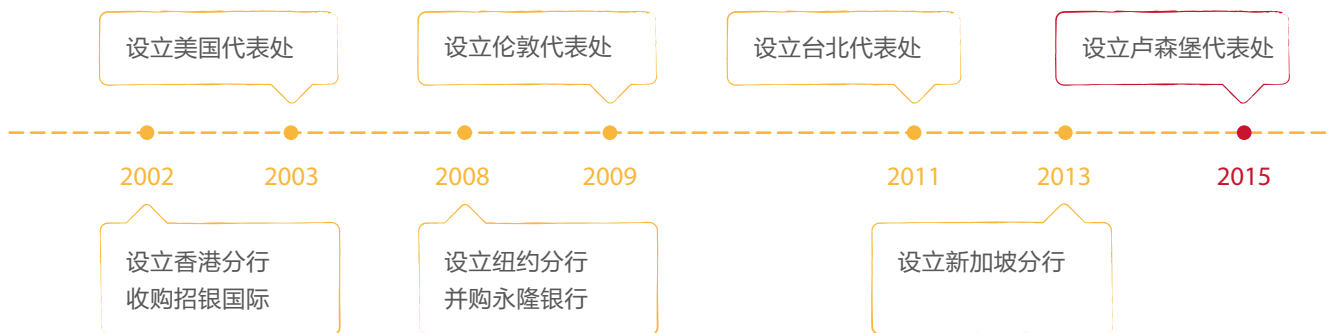 设立美国代表处
设立伦敦代表处
设立台北代表处
设立卢森堡代表处
2002
2003
2008
2009
2011
2013
2015
设立香港分行
收购招银国际
设立纽约分行
并购永隆银行
设立新加坡分行